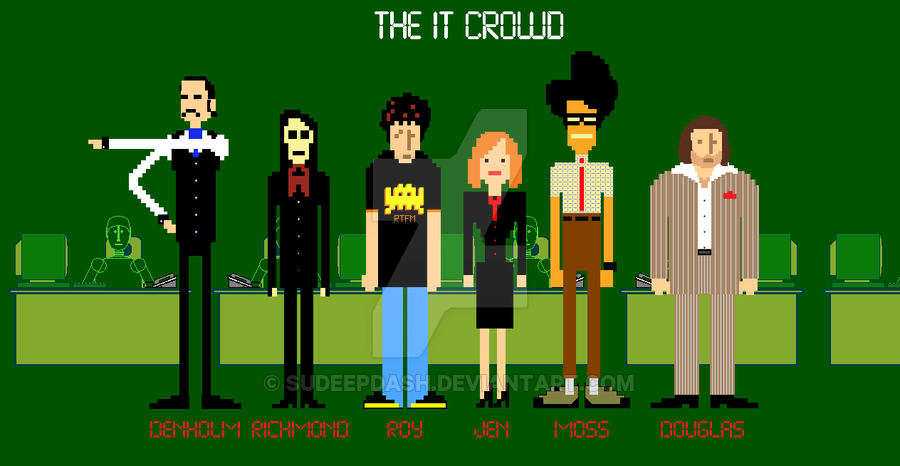 THE IT CROWD
RTFM
© SUDEEPDASH.DEVIANTART.COM
DENHOLM RICHMOND ROY JEN MOSS DOUGLAS